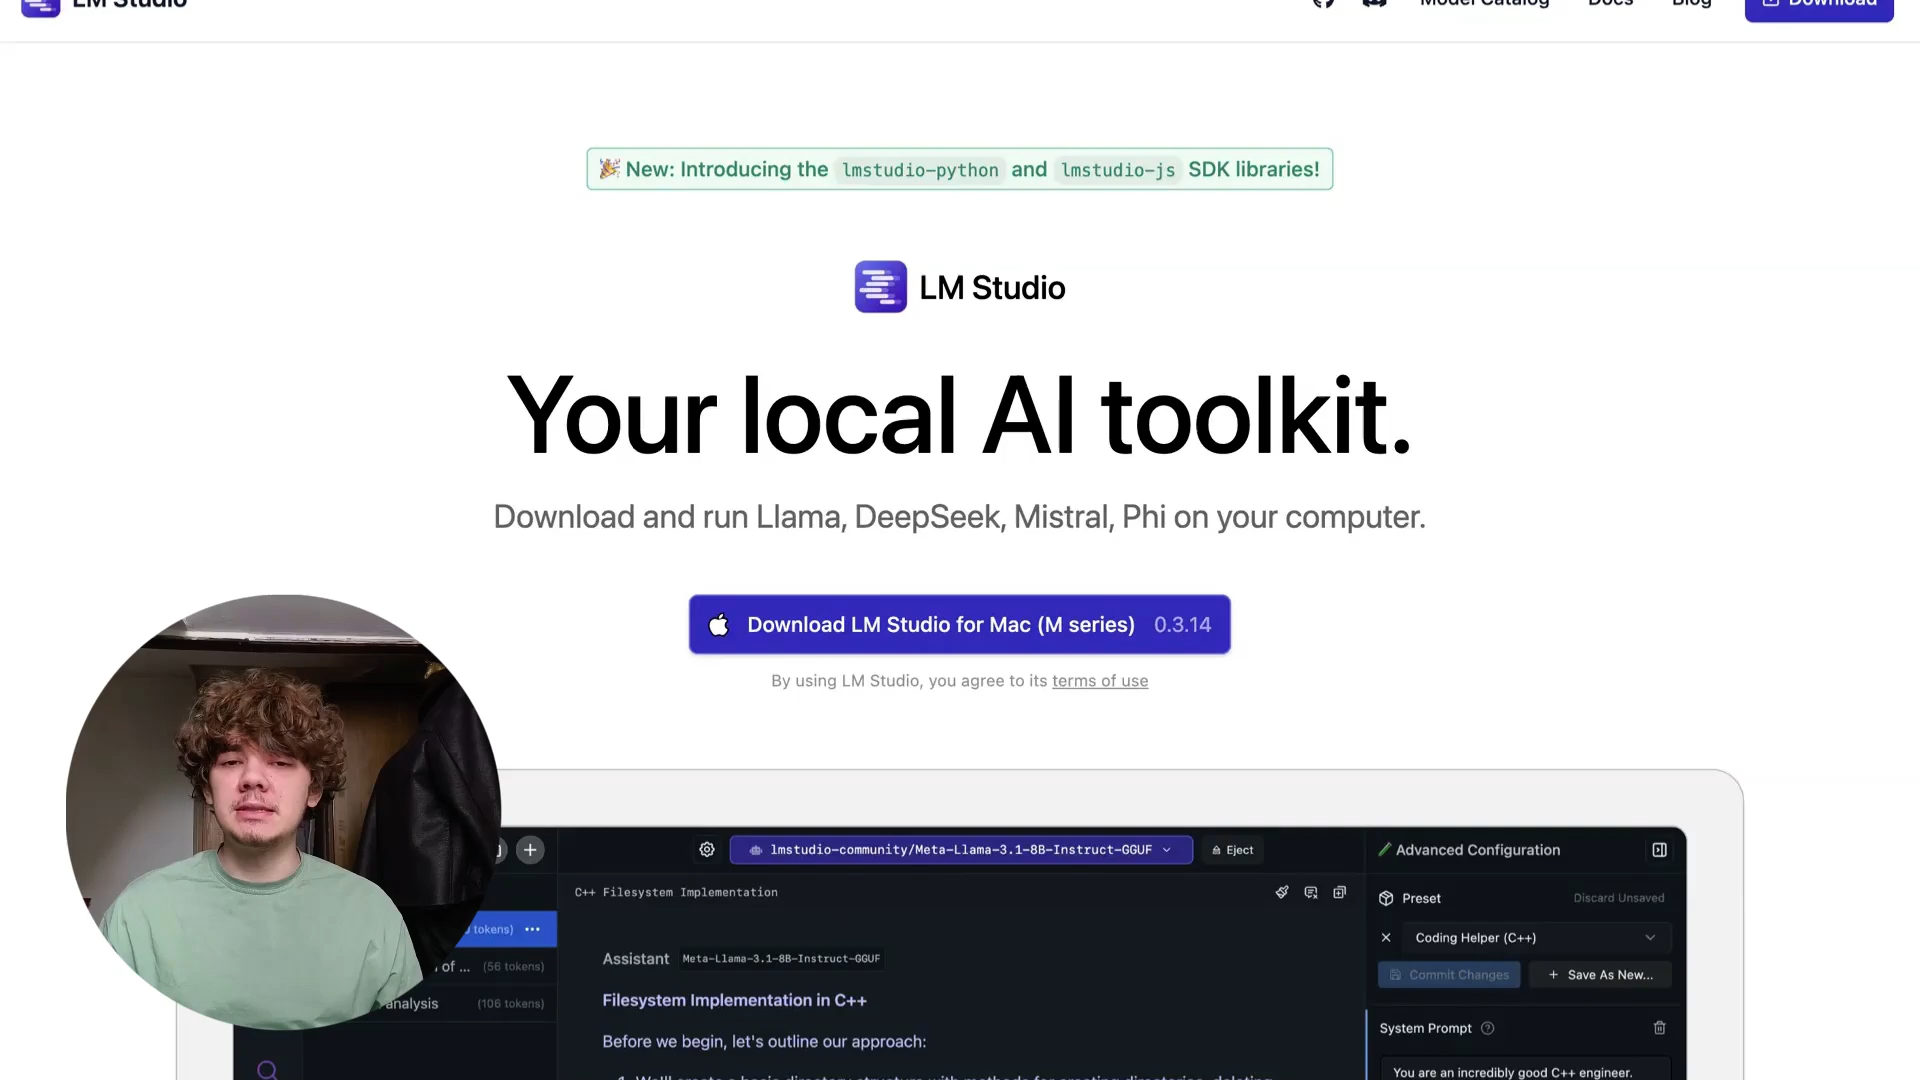 LM Studio
Model Catalog
Docs
Blog
Download
New: Introducing the lmstudio-python and lmstudio-js SDK libraries!
LM Studio
Your local AI toolkit.
Download and run Llama, DeepSeek, Mistral, Phi on your computer.
Download LM Studio for Mac (M series) 0.3.14
By using LM Studio, you agree to its terms of use
lmstudio-community/Meta-Llama-3.1-8B-Instruct-GGUF
Eject
Advanced Configuration
C++ Filesystem Implementation
Preset
Discard Unsaved
tokens)
Coding Helper (C++)
Assistant Meta-Llama-3.1-8B-Instruct-GGUF
of ... (56 tokens)
Commit Changes
+ Save As New...
Filesystem Implementation in C++
analysis (106 tokens)
System Prompt
Before we begin, let's outline our approach:
You are an incredibly good C++ engineer.